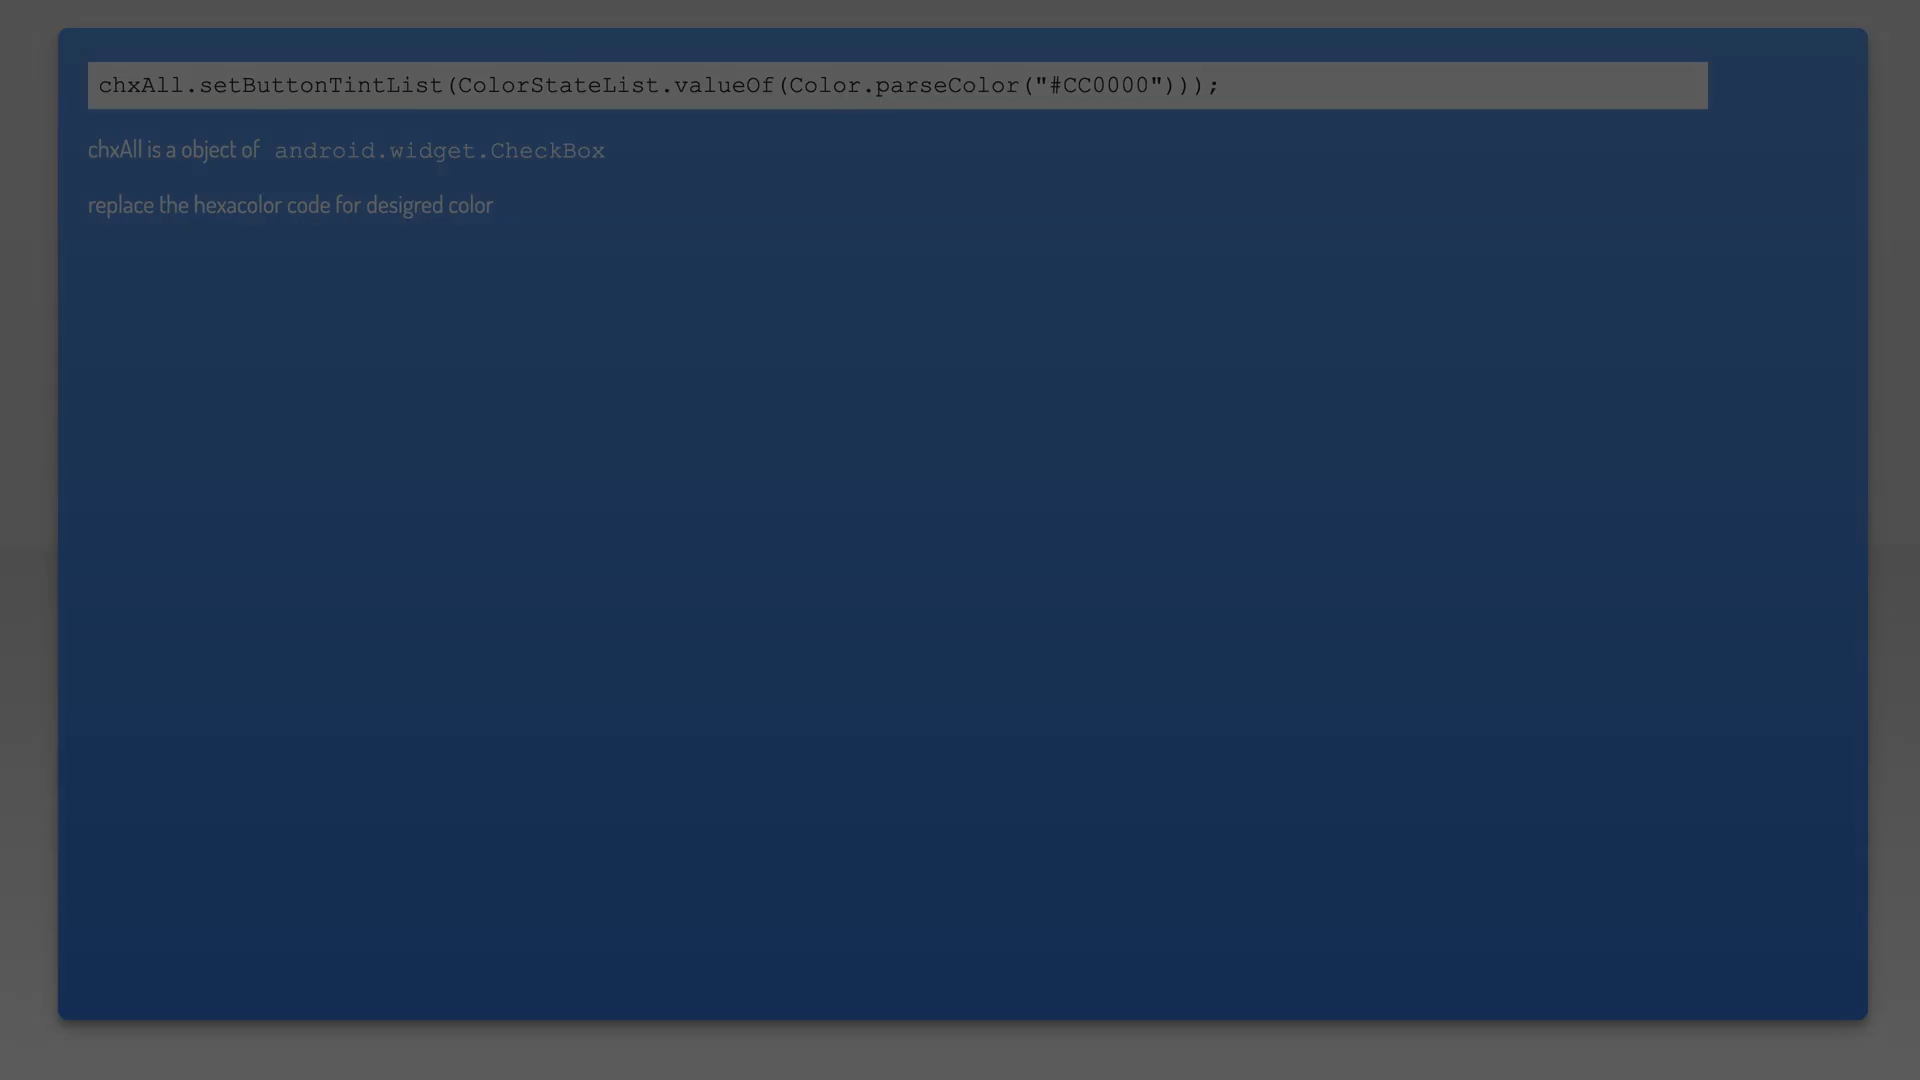 chxAll.setButtonTintList(ColorStateList.valueOf(Color.parseColor("#CC0000")));
chxAll is a object of android.widget.CheckBox
replace the hexacolor code for desigred color